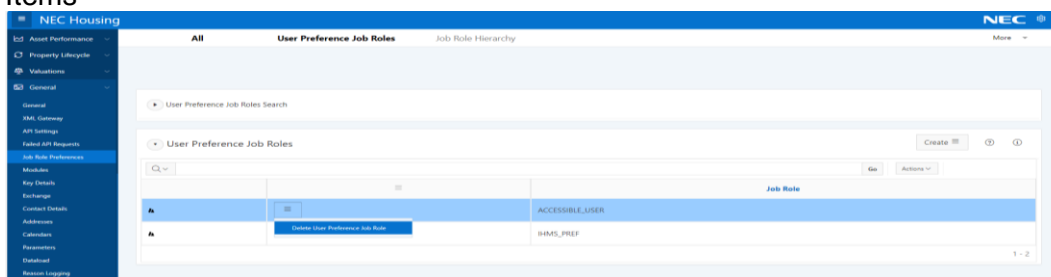 items
NEC Housing
NEC
Asset Performance
All
User Preference Job Roles
Job Role Hierarchy
More
Property Lifecycle
Valuations
General
General
XML Gateway
API Settings
Failed API Requests
Job Role Preferences
Modules
Key Details
Exchange
Contact Details
Addresses
Calendars
Parameters
Dataload
Reason Logging
User Preference Job Roles Search
User Preference Job Roles
Create
Go
Actions
Job Role
ACCESSIBLE_USER
Delete User Preference Job Role
IHMS_PREF
1 - 2